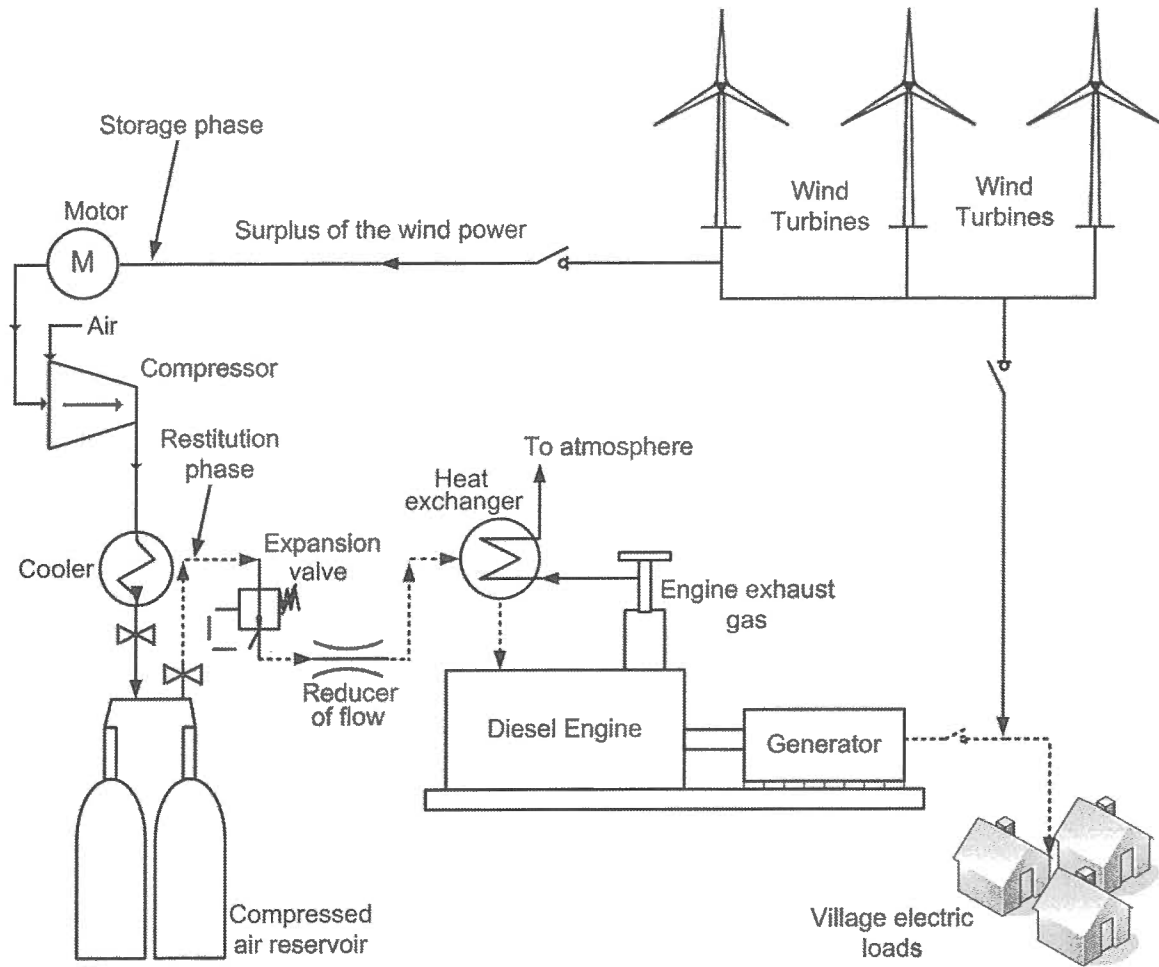 Storage phase
Motor
M
Surplus of the wind power
Wind
Turbines
Wind
Turbines
Air
Compressor
Restitution
phase
To atmosphere
Heat
exchanger
Cooler
Expansion
valve
Engine exhaust
gas
Reducer
of flow
Diesel Engine
Generator
Compressed
air reservoir
Village electric
loads